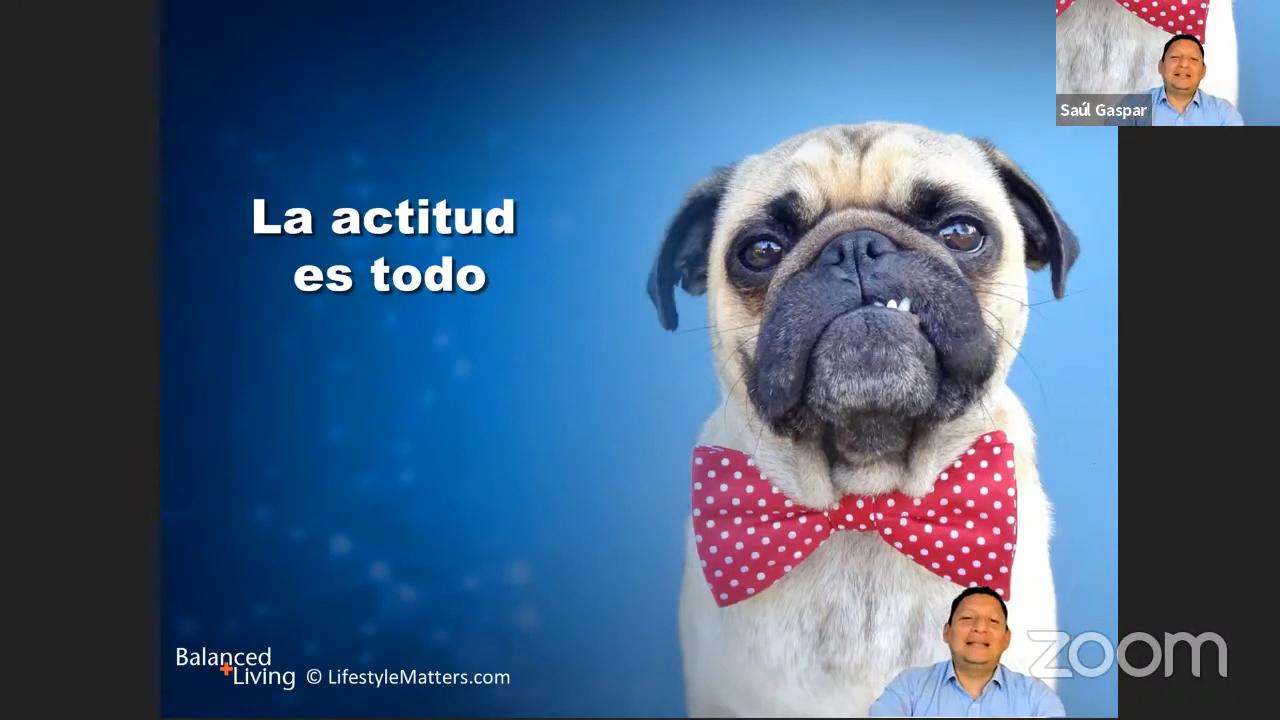 Saúl Gaspar
La actitud
es todo
Balanced
Living © LifestyleMatters.com
zoom